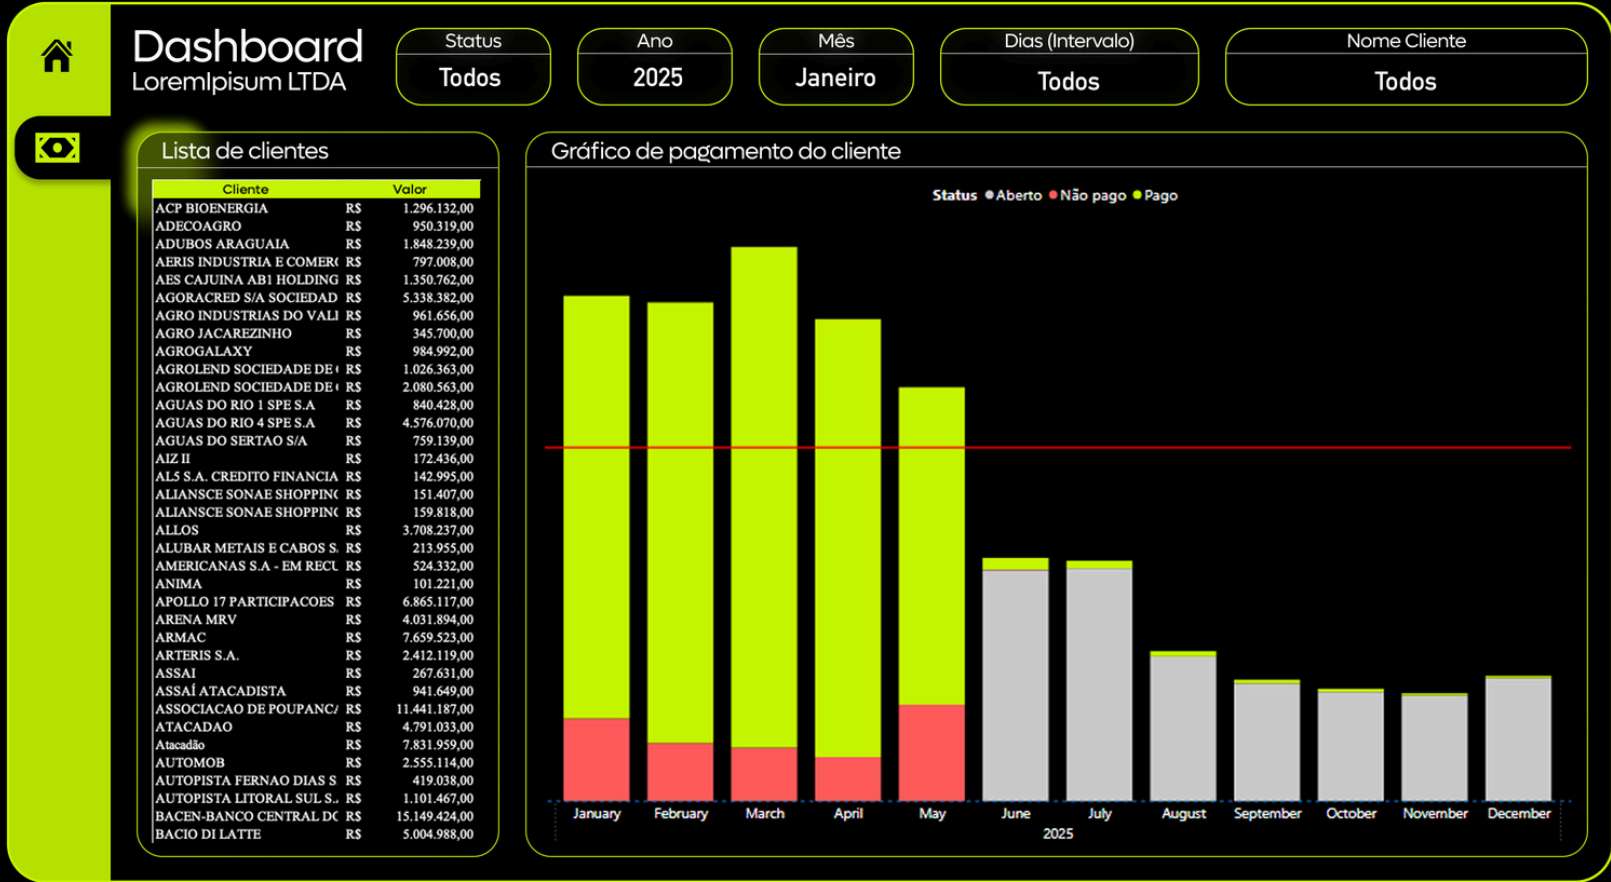 Dashboard
LoremIpisum LTDA
Status
Todos
Ano
2025
Mês
Janeiro
Dias (Intervalo)
Todos
Nome Cliente
Todos
Lista de clientes
Cliente Valor
ACP BIOENERGIA R$ 1.296.132,00
ADECOAGRO R$ 950.319,00
ADUBOS ARAGUAIA R$ 1.848.239,00
AERIS INDUSTRIA E COMER R$ 797.008,00
AES CAJUINA AB1 HOLDING R$ 1.350.762,00
AGORACRED S/A SOCIEDAD R$ 5.338.382,00
AGRO INDUSTRIAS DO VAL R$ 961.656,00
AGRO JACAREZINHO R$ 345.700,00
AGROGALAXY R$ 984.992,00
AGROLEND SOCIEDADE DE R$ 1.026.363,00
AGROLEND SOCIEDADE DE R$ 2.080.563,00
AGUAS DO RIO 1 SPE S.A R$ 840.428,00
AGUAS DO RIO 4 SPE S.A R$ 4.576.070,00
AGUAS DO SERTAO S/A R$ 759.139,00
AIZ II R$ 172.436,00
AL5 S.A. CREDITO FINANCIA R$ 142.995,00
ALIANSCE SONAE SHOPPIN R$ 151.407,00
ALIANSCE SONAE SHOPPIN R$ 159.818,00
ALLOS R$ 3.708.237,00
ALUBAR METAIS E CABOS S. R$ 213.955,00
AMERICANAS S.A - EM RECU R$ 524.332,00
ANIMA R$ 101.221,00
APOLLO 17 PARTICIPACOES R$ 6.865.117,00
ARENA MRV R$ 4.031.894,00
ARMAC R$ 7.659.523,00
ARTERIS S.A. R$ 2.412.119,00
ASSAI R$ 267.631,00
ASSAÍ ATACADISTA R$ 941.649,00
ASSOCIACAO DE POUPANC R$ 11.441.187,00
ATACADAO R$ 4.791.033,00
Atacadão R$ 7.831.959,00
AUTOMOB R$ 2.555.114,00
AUTOPISTA FERNAO DIAS S R$ 419.038,00
AUTOPISTA LITORAL SUL S. R$ 1.101.467,00
BACEN-BANCO CENTRAL D R$ 15.149.424,00
BACIO DI LATTE R$ 5.004.988,00
Gráfico de pagamento do cliente
Status Aberto Não pago Pago
January February March April May June July August September October November December
2025